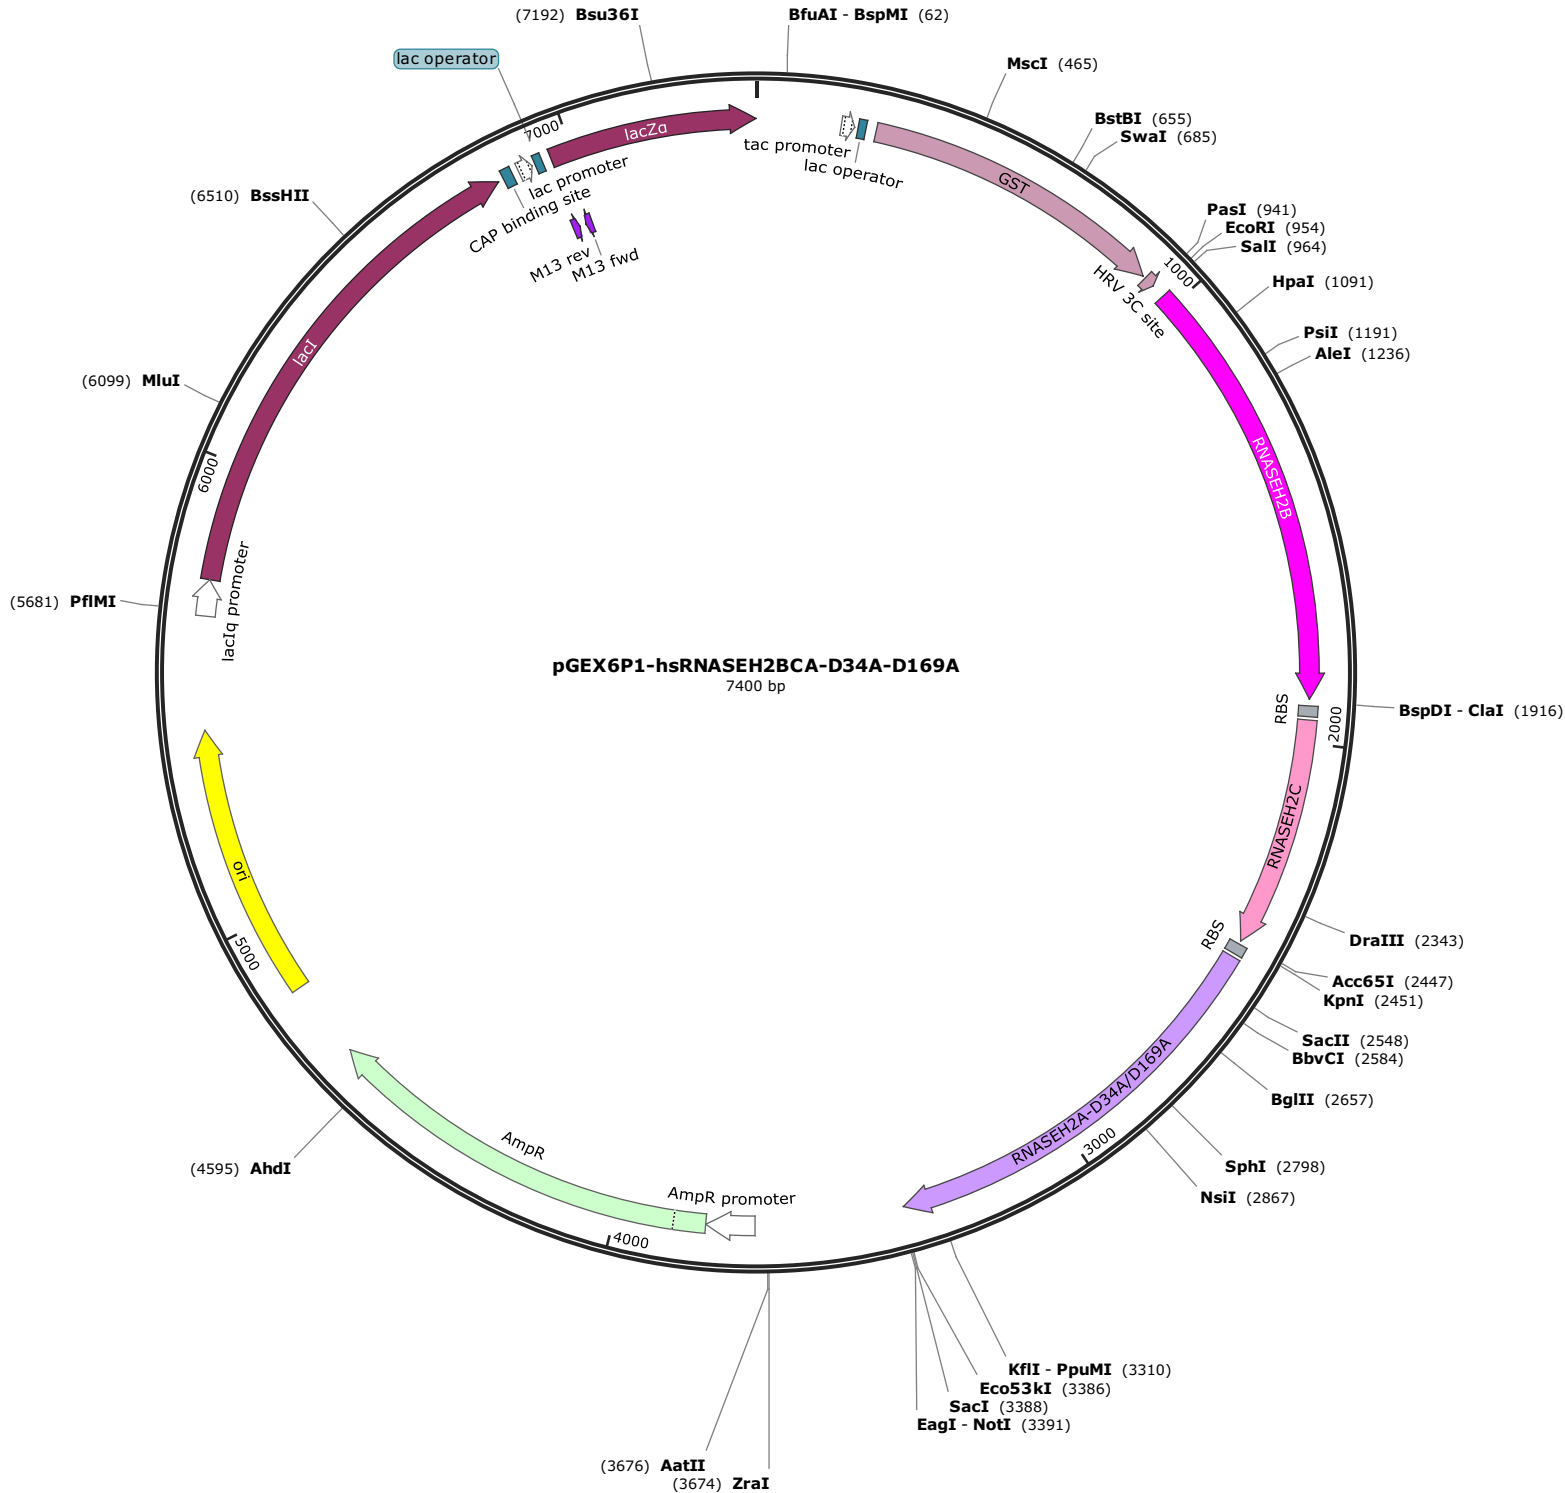 (7192) Bsu36I
BfuAI - BspMI (62)
lac operator
MscI (465)
BstBI (655)
SwaI (685)
7000
lacZα
tac promoter
lac operator
GST
lac promoter
CAP binding site
M13 rev
M13 fwd
(6510) BssHII
PasI (941)
EcoRI (954)
SalI (964)
1000
HRV 3C site
HpaI (1091)
PsiI (1191)
AleI (1236)
lacI
(6099) MluI
RNASEH2B
6000
lacIq promoter
(5681) PflMI
pGEX6P1-hsRNASEH2BCA-D34A-D169A
7400 bp
RBS
BspDI - ClaI (1916)
2000
RNASEH2C
ori
RBS
DraIII (2343)
5000
Acc65I (2447)
KpnI (2451)
SacII (2548)
BbvCI (2584)
BglII (2657)
RNASEH2A-D34A/D169A
3000
SphI (2798)
NsiI (2867)
(4595) AhdI
AmpR
AmpR promoter
4000
KflI - PpuMI (3310)
Eco53kI (3386)
SacI (3388)
EagI - NotI (3391)
(3676) AatII
(3674) ZraI